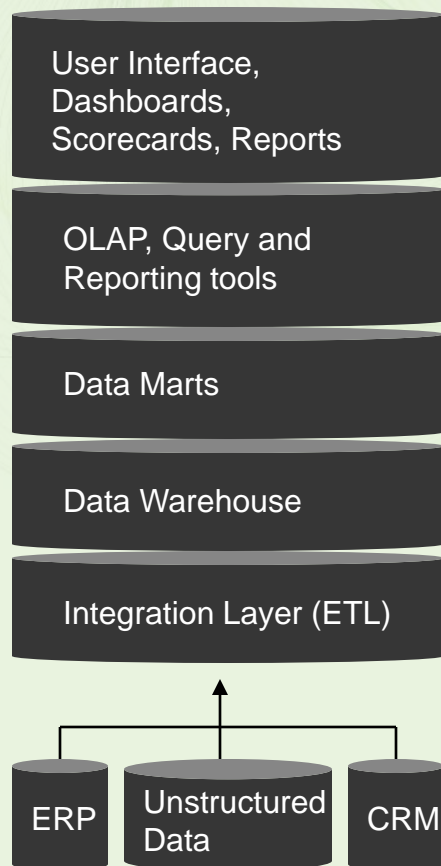 User Interface,
Dashboards,
Scorecards, Reports
OLAP, Query and
Reporting tools
Data Marts
Data Warehouse
Integration Layer (ETL)
ERP
Unstructured
Data
CRM